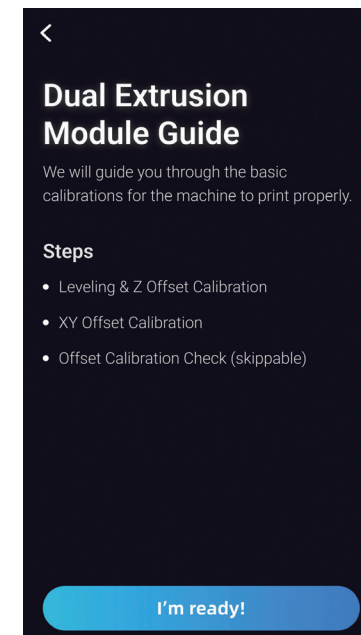 Dual Extrusion
Module Guide
We will guide you through the basic
calibrations for the machine to print properly.
Steps
• Leveling & Z Offset Calibration
• XY Offset Calibration
• Offset Calibration Check (skippable)
I'm ready!